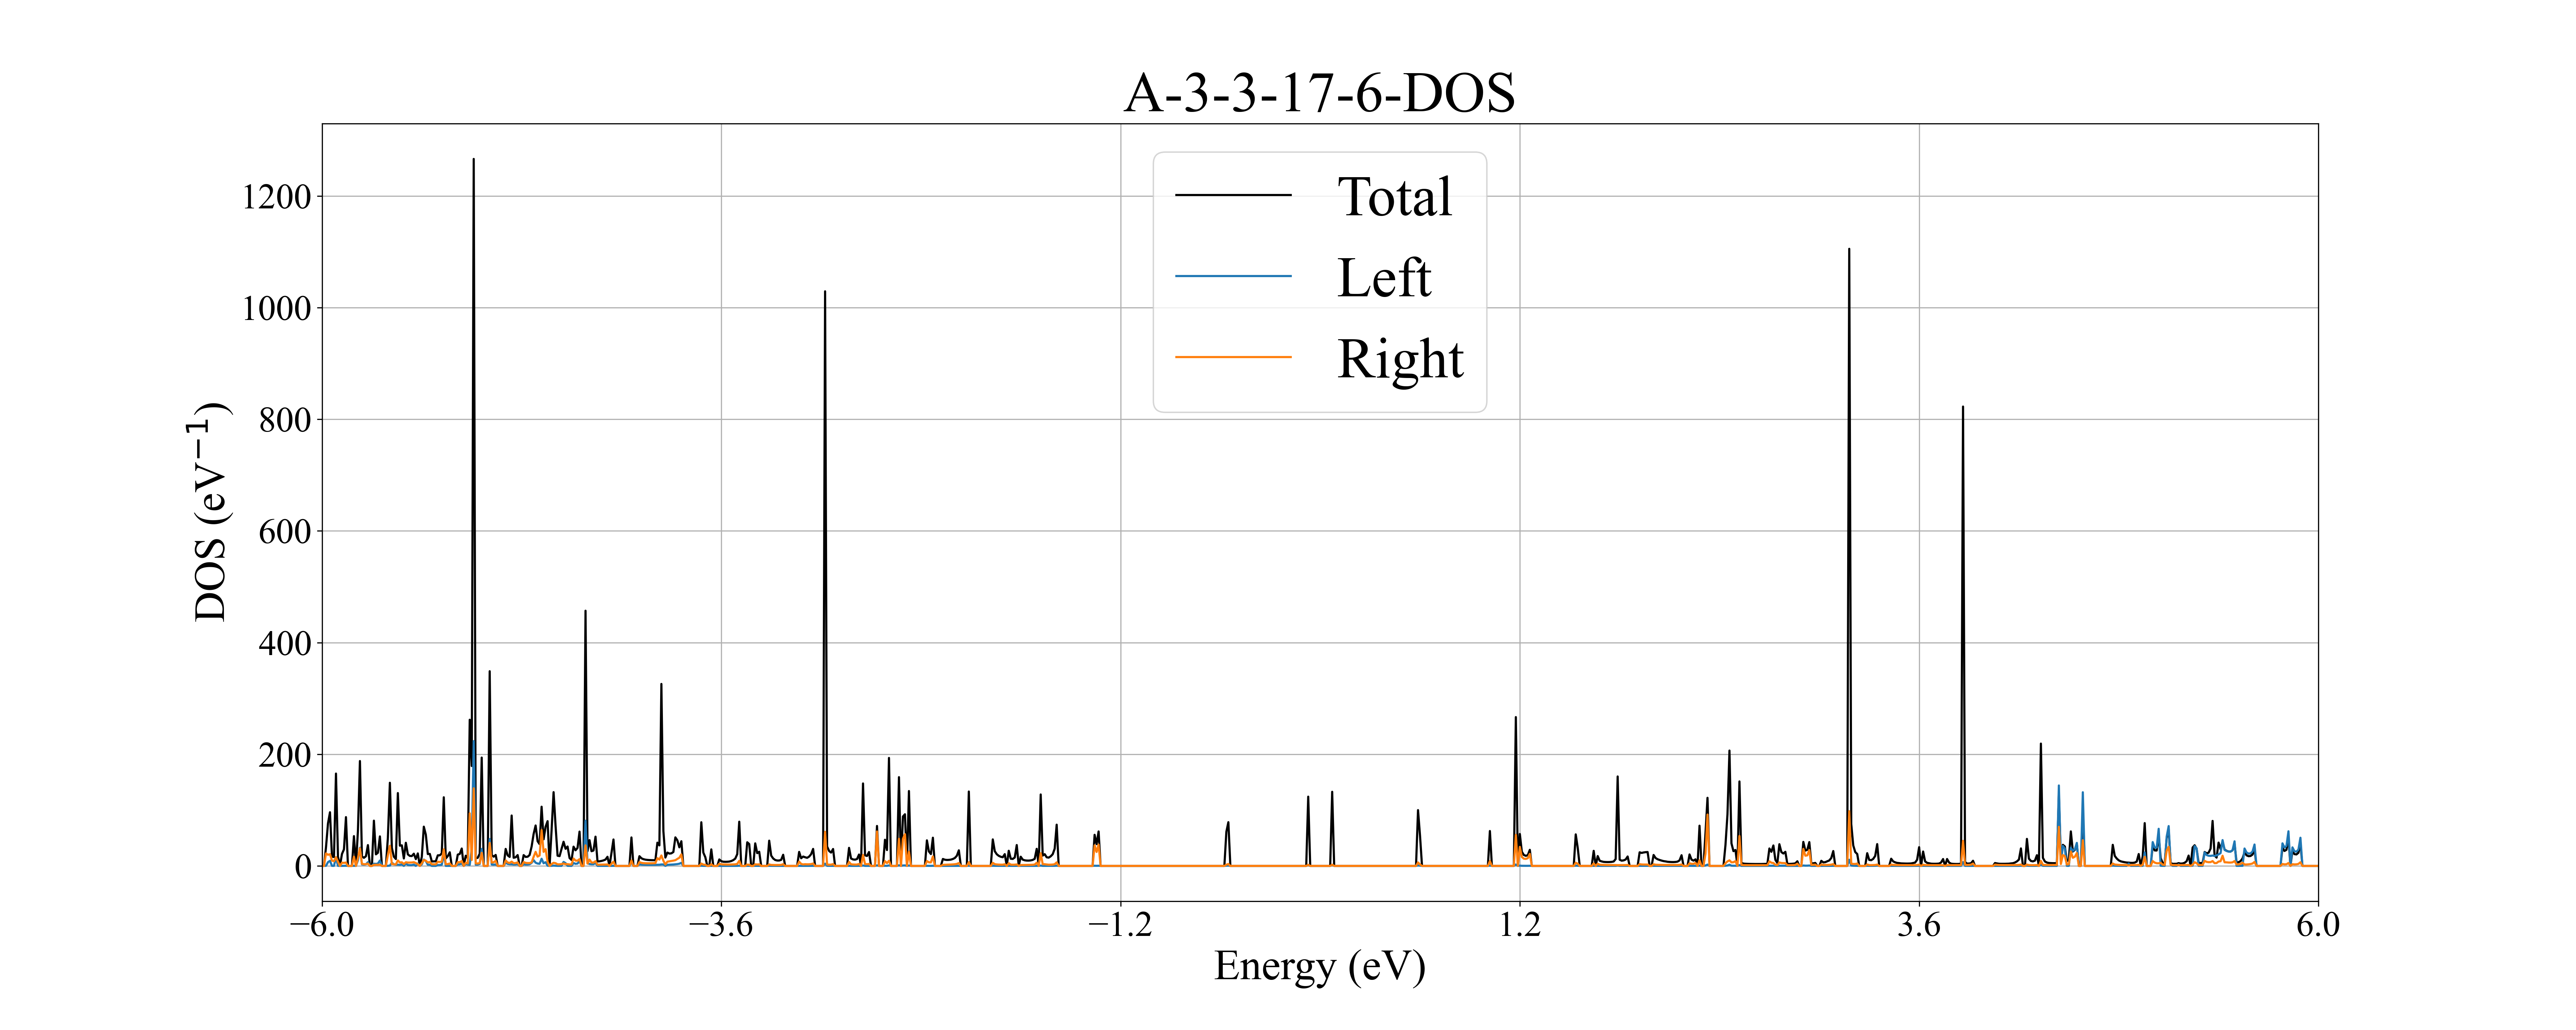 A-3-3-17-6-DOS
Total
Left
Right
1200
1000
800
600
400
200
0
DOS (eV⁻¹)
−6.0 −3.6 −1.2 1.2 3.6 6.0
Energy (eV)